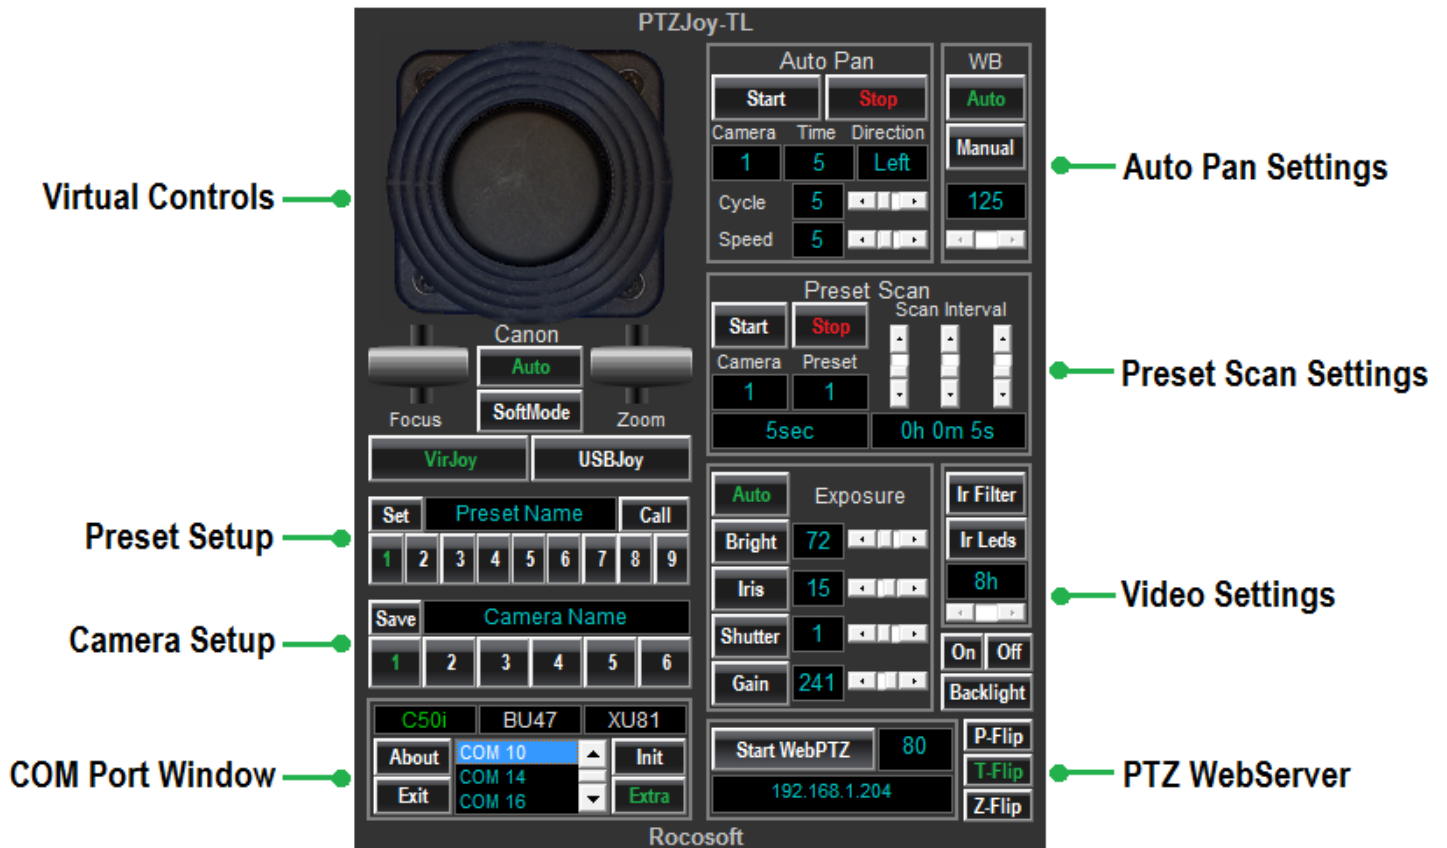 PTZJoy-TL
Virtual Controls
Canon
Auto
SoftMode
Focus
Zoom
VirJoy USBJoy
Preset Setup
Set Preset Name Call
1 2 3 4 5 6 7 8 9
Camera Setup
Save Camera Name
1 2 3 4 5 6
COM Port Window
C50i BU47 XU81
About COM 10 Init
COM 14
Exit COM 16 Extra
Auto Pan
Start Stop
Camera Time Direction
1 5 Left
Cycle 5
Speed 5
WB
Auto
Manual
125
Auto Pan Settings
Preset Scan
Start Stop Scan Interval
Camera Preset
1 1
5sec 0h 0m 5s
Preset Scan Settings
Auto Exposure
Bright 72
Iris 15
Shutter 1
Gain 241
Ir Filter
Ir Leds
8h
On Off
Backlight
Video Settings
Start WebPTZ 80
192.168.1.204
P-Flip
T-Flip
Z-Flip
PTZ WebServer
Rocosoft